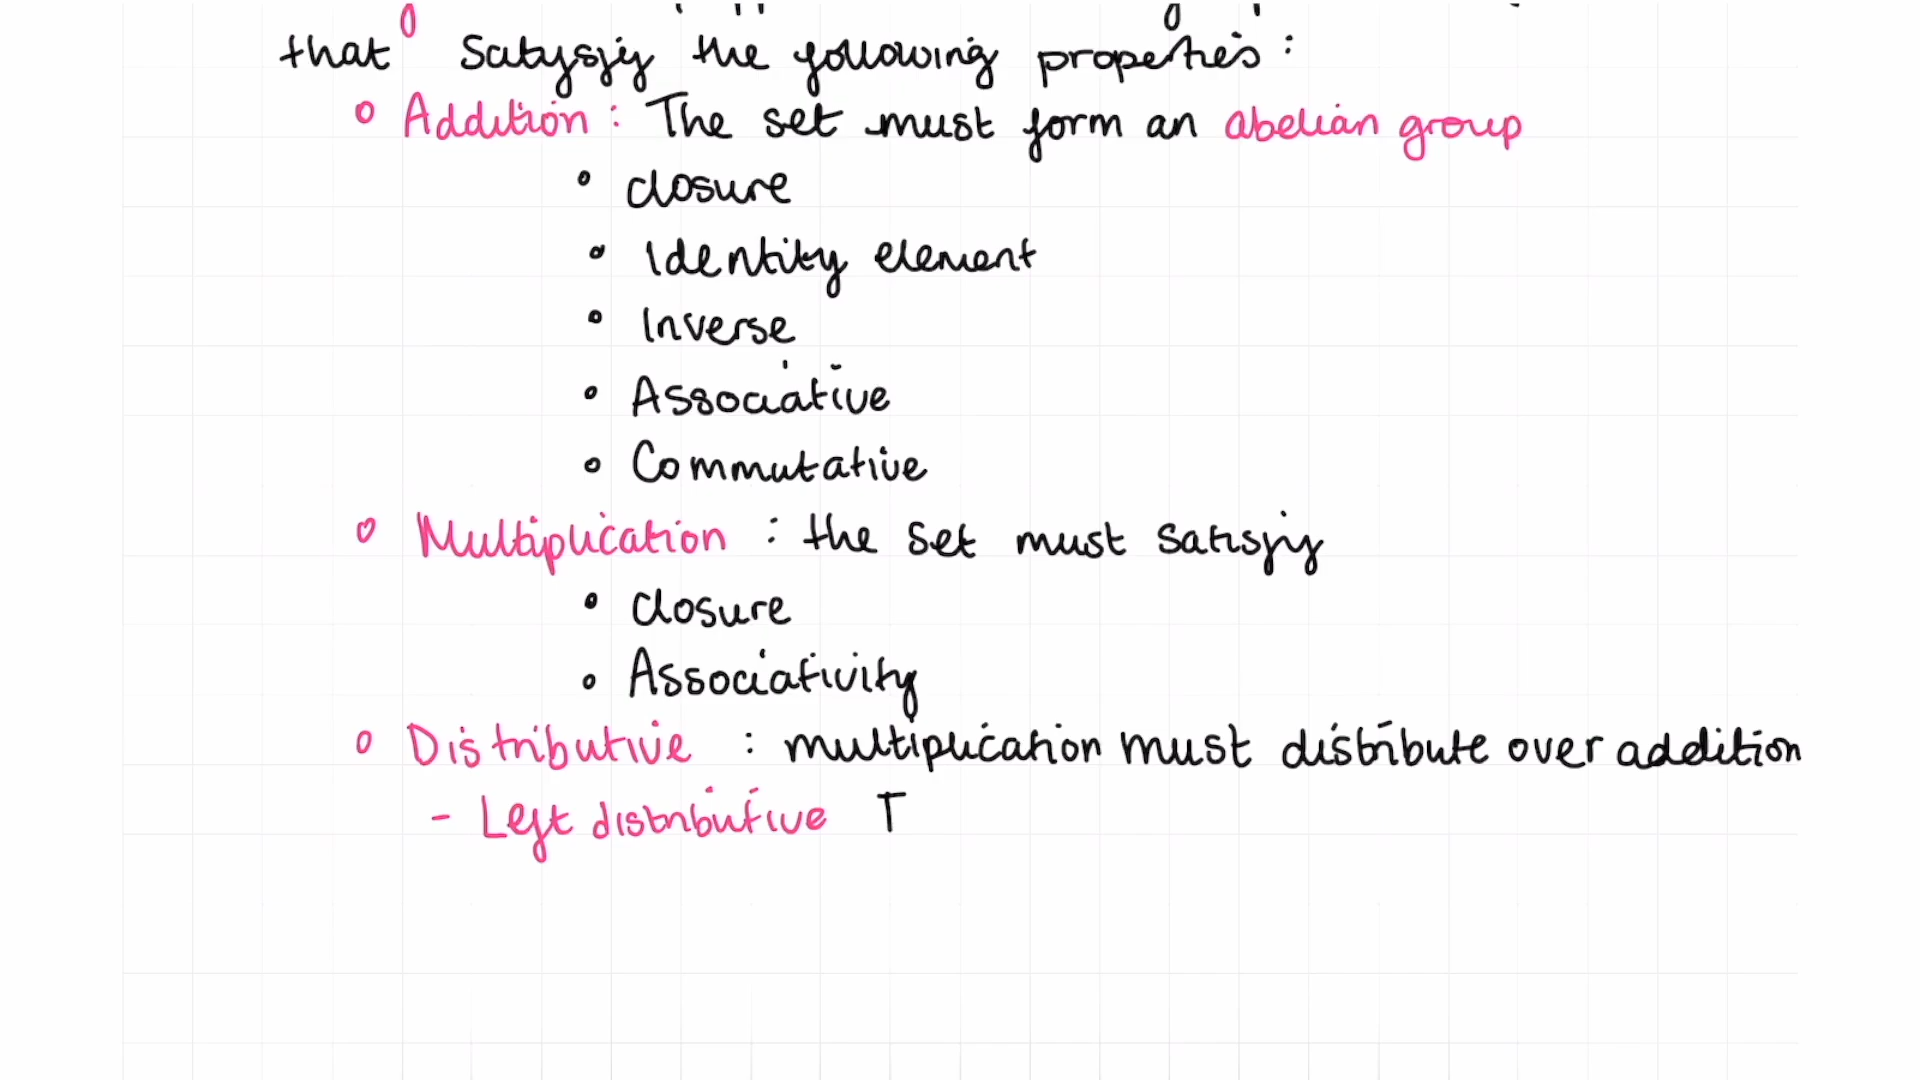 that satisfy the following properties:
Addition: The set must form an abelian group
closure
Identity element
Inverse
Associative
Commutative
Multiplication: the set must satisfy
closure
Associativity
Distributive: multiplication must distribute over addition
- Left distributive T